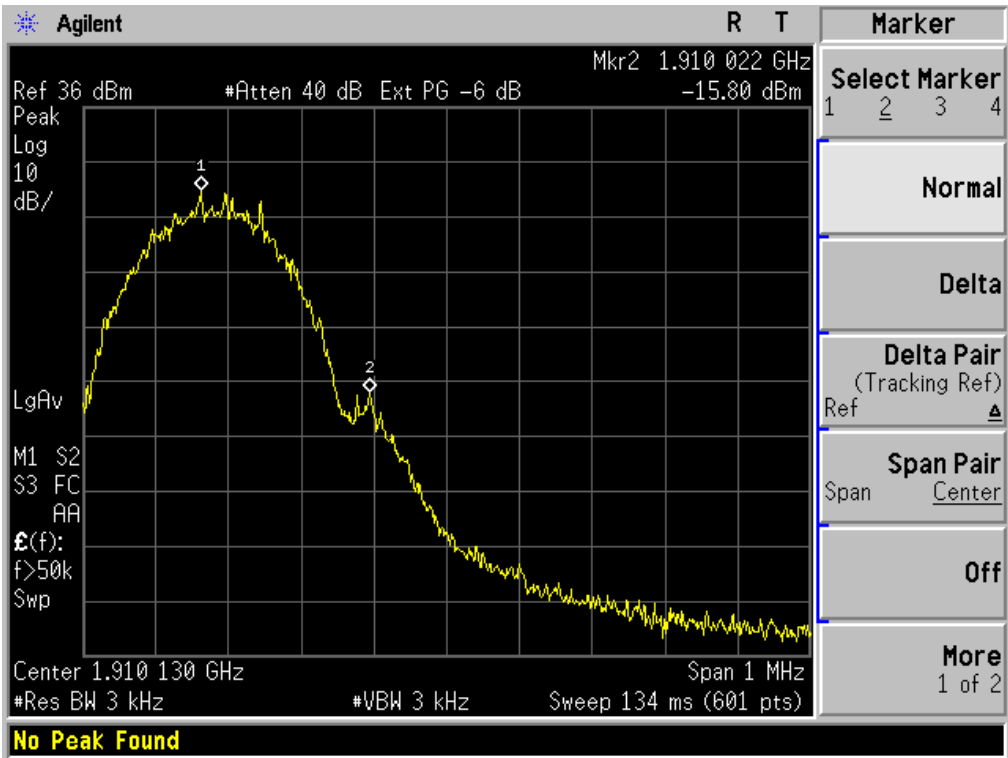 Agilent R T
Mkr2 1.910 022 GHz
Ref 36 dBm #Atten 40 dB Ext PG -6 dB -15.80 dBm
Peak
Log
10
dB/
1
2
LgAv
M1 S2
S3 FC
AA
£(f):
f>50k
Swp
Center 1.910 130 GHz Span 1 MHz
#Res BW 3 kHz #VBW 3 kHz Sweep 134 ms (601 pts)
No Peak Found
Marker
Select Marker
1 2 3 4
Normal
Delta
Delta Pair
(Tracking Ref)
Ref Δ
Span Pair
Span Center
Off
More
1 of 2